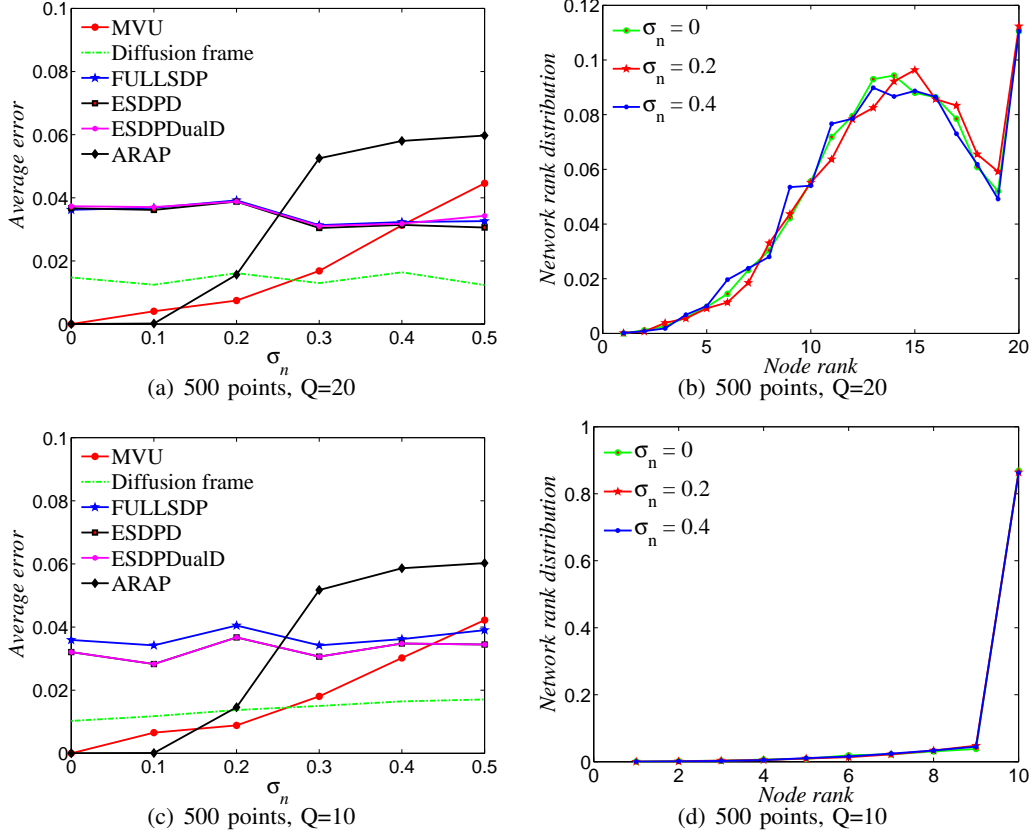 0.1
0.08
0.06
0.04
0.02
0
Average error
MVU
Diffusion frame
FULLSDP
ESDPD
ESDPDualD
ARAP
0 0.1 0.2 0.3 0.4 0.5
σn
(a) 500 points, Q=20
0.12
0.1
0.08
0.06
0.04
0.02
0
Network rank distribution
σn = 0
σn = 0.2
σn = 0.4
0 5 10 15 20
Node rank
(b) 500 points, Q=20
0.1
0.08
0.06
0.04
0.02
0
Average error
MVU
Diffusion frame
FULLSDP
ESDPD
ESDPDualD
ARAP
0 0.1 0.2 0.3 0.4 0.5
σn
(c) 500 points, Q=10
1
0.8
0.6
0.4
0.2
0
Network rank distribution
σn = 0
σn = 0.2
σn = 0.4
0 2 4 6 8 10
Node rank
(d) 500 points, Q=10